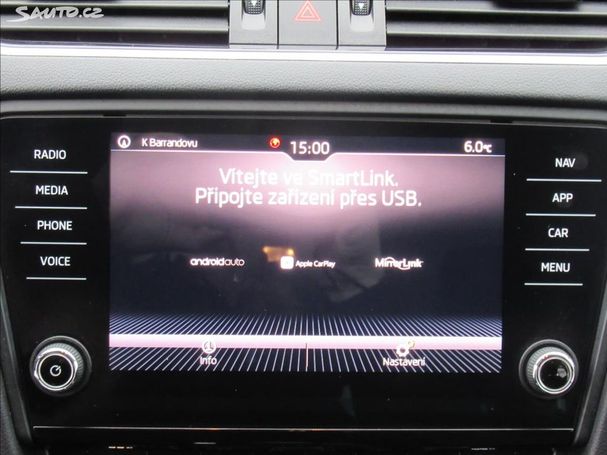 SAUTO.CZ
K Barrandovu 15:00 6.0°C
RADIO
MEDIA
PHONE
VOICE
Vítejte ve SmartLink.
Připojte zařízení přes USB.
androidauto Apple CarPlay MirrorLink
Info Nastavení
NAV
APP
CAR
MENU